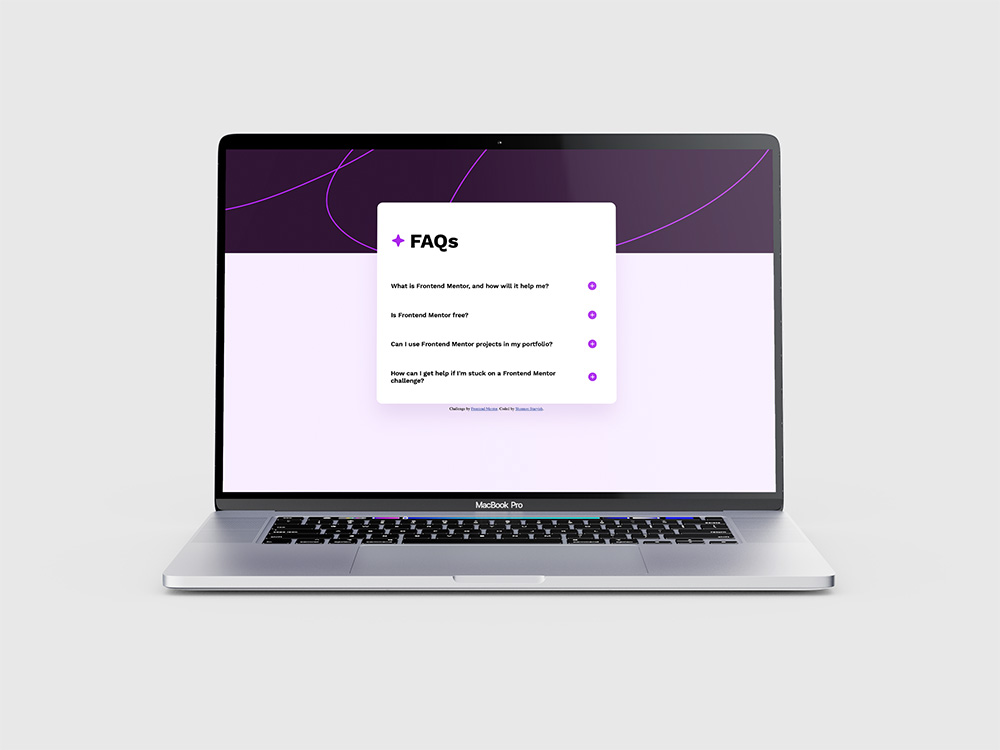 FAQs
What is Frontend Mentor, and how will it help me?
Is Frontend Mentor free?
Can I use Frontend Mentor projects in my portfolio?
How can I get help if I'm stuck on a Frontend Mentor
challenge?
Challenge by Frontend Mentor. Coded by
MacBook Pro